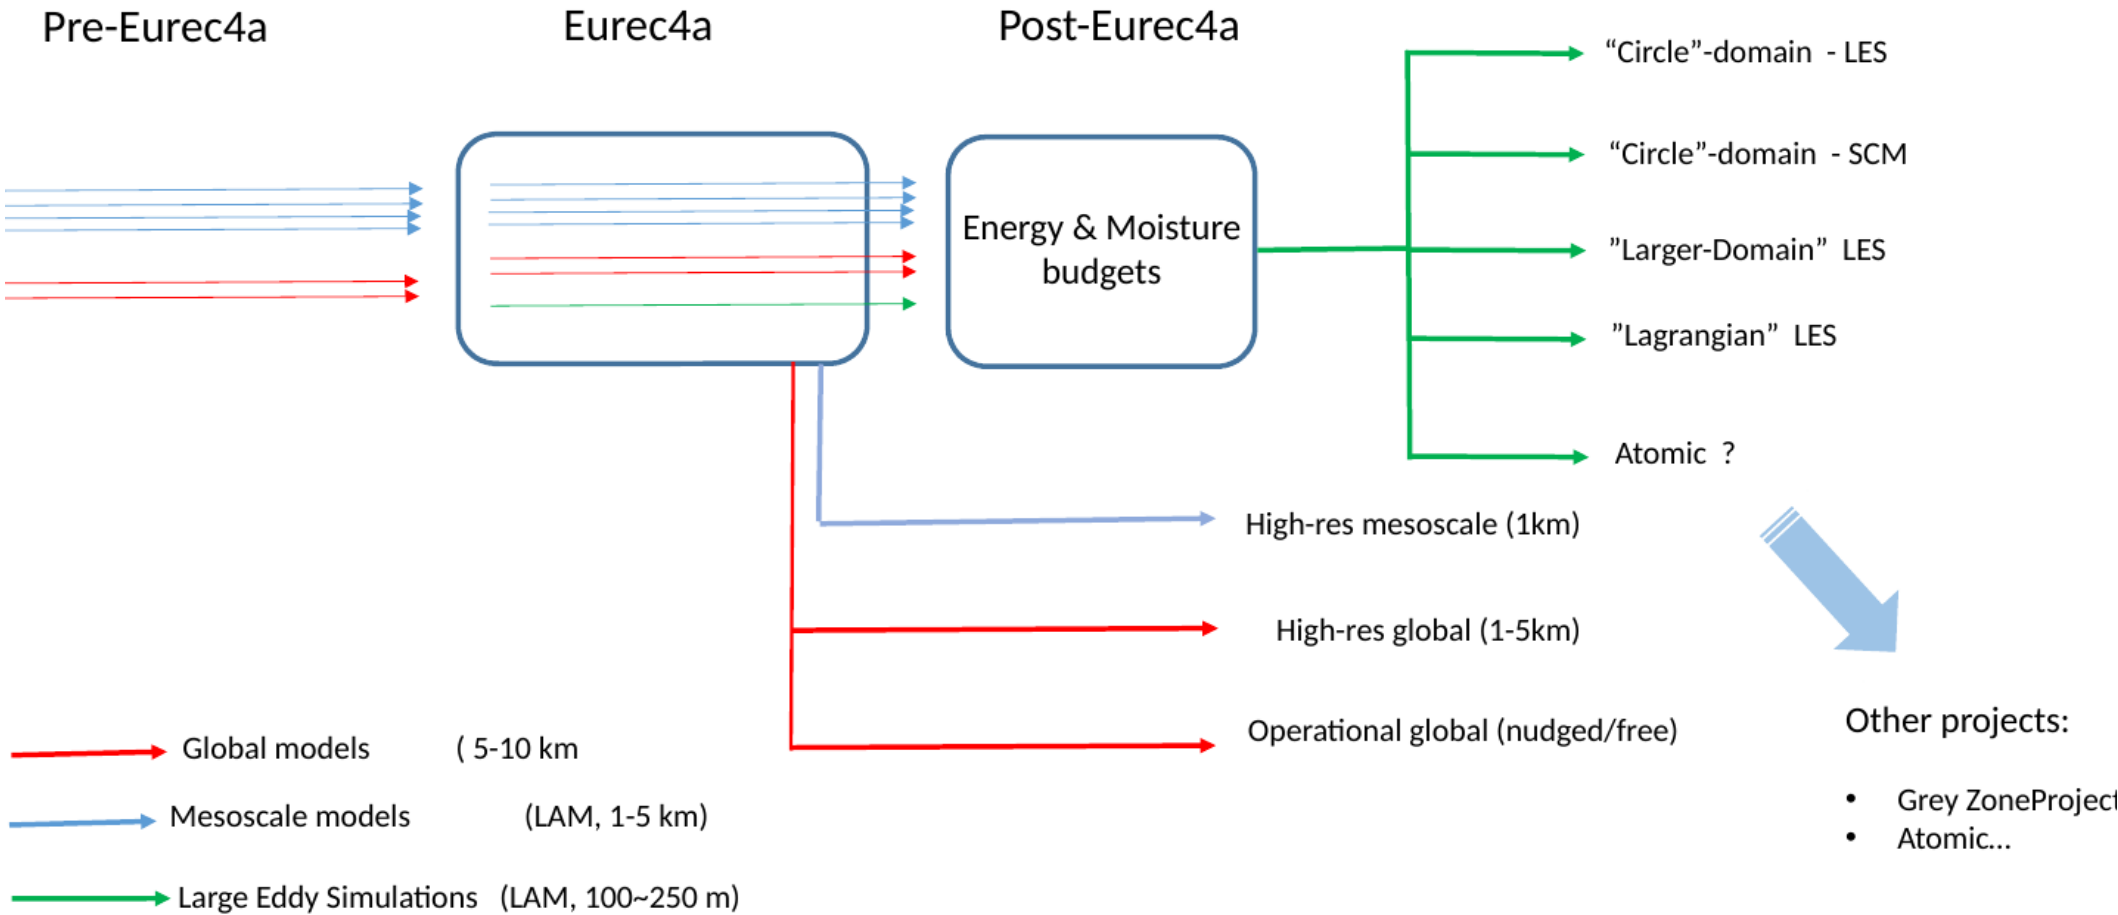 Pre-Eurec4a
Eurec4a
Post-Eurec4a
“Circle”-domain - LES
“Circle”-domain - SCM
Energy & Moisture
budgets
”Larger-Domain” LES
”Lagrangian” LES
Atomic ?
High-res mesoscale (1km)
High-res global (1-5km)
Operational global (nudged/free)
Other projects:
• Grey ZoneProject
• Atomic...
Global models ( 5-10 km
Mesoscale models (LAM, 1-5 km)
Large Eddy Simulations (LAM, 100~250 m)